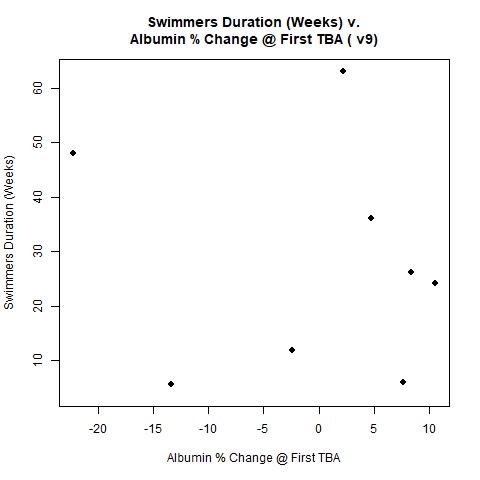 Swimmers Duration (Weeks) v.
Albumin % Change @ First TBA ( v9)
Swimmers Duration (Weeks)
60
50
40
30
20
10
-20 -15 -10 -5 0 5 10
Albumin % Change @ First TBA